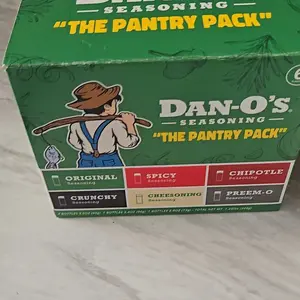 SEASONING
"THE PANTRY PACK"
DAN-O'S
SEASONING
"THE PANTRY PACK"
ORIGINAL
Seasoning
SPICY
Seasoning
CHIPOTLE
Seasoning
CRUNCHY
Seasoning
CHEESONING
Seasoning
PREEM-O
Seasoning